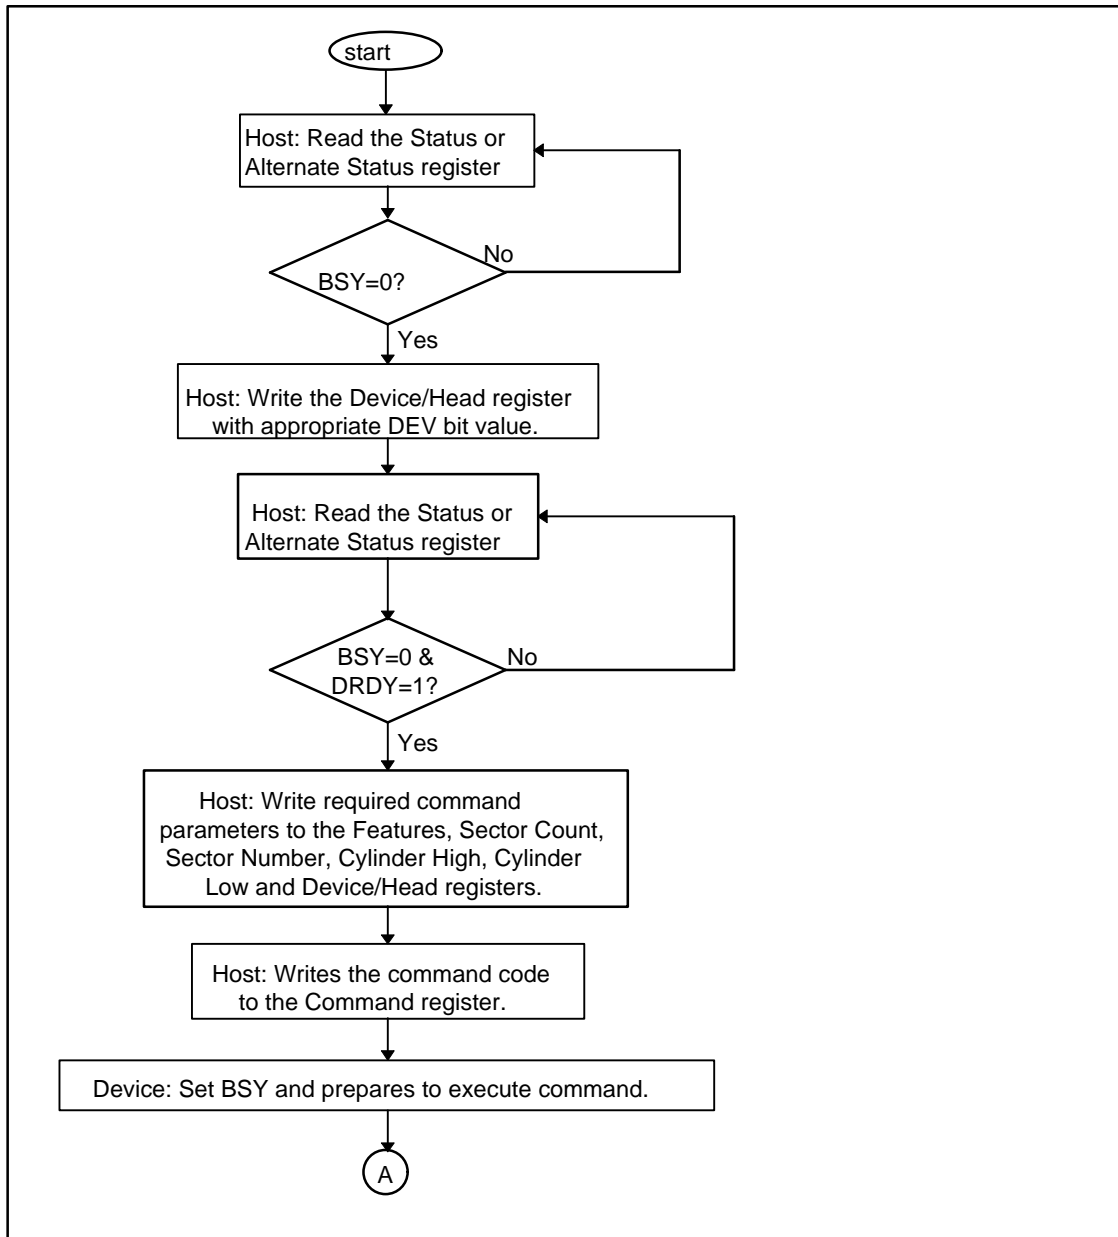 start
Host: Read the Status or
Alternate Status register
No
BSY=0?
Yes
Host: Write the Device/Head register
with appropriate DEV bit value.
Host: Read the Status or
Alternate Status register
BSY=0 &
No
DRDY=1?
Yes
Host: Write required command
parameters to the Features, Sector Count,
Sector Number, Cylinder High, Cylinder
Low and Device/Head registers.
Host: Writes the command code
to the Command register.
Device: Set BSY and prepares to execute command.
A